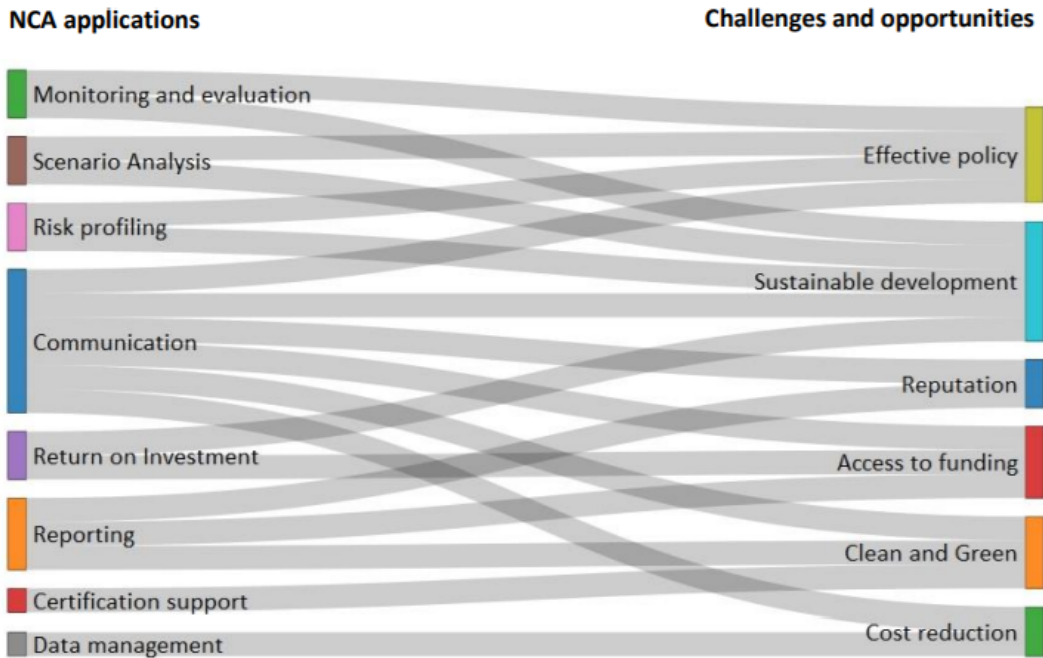 NCA applications
Challenges and opportunities
Monitoring and evaluation
Scenario Analysis
Risk profiling
Communication
Return on Investment
Reporting
Certification support
Data management
Effective policy
Sustainable development
Reputation
Access to funding
Clean and Green
Cost reduction